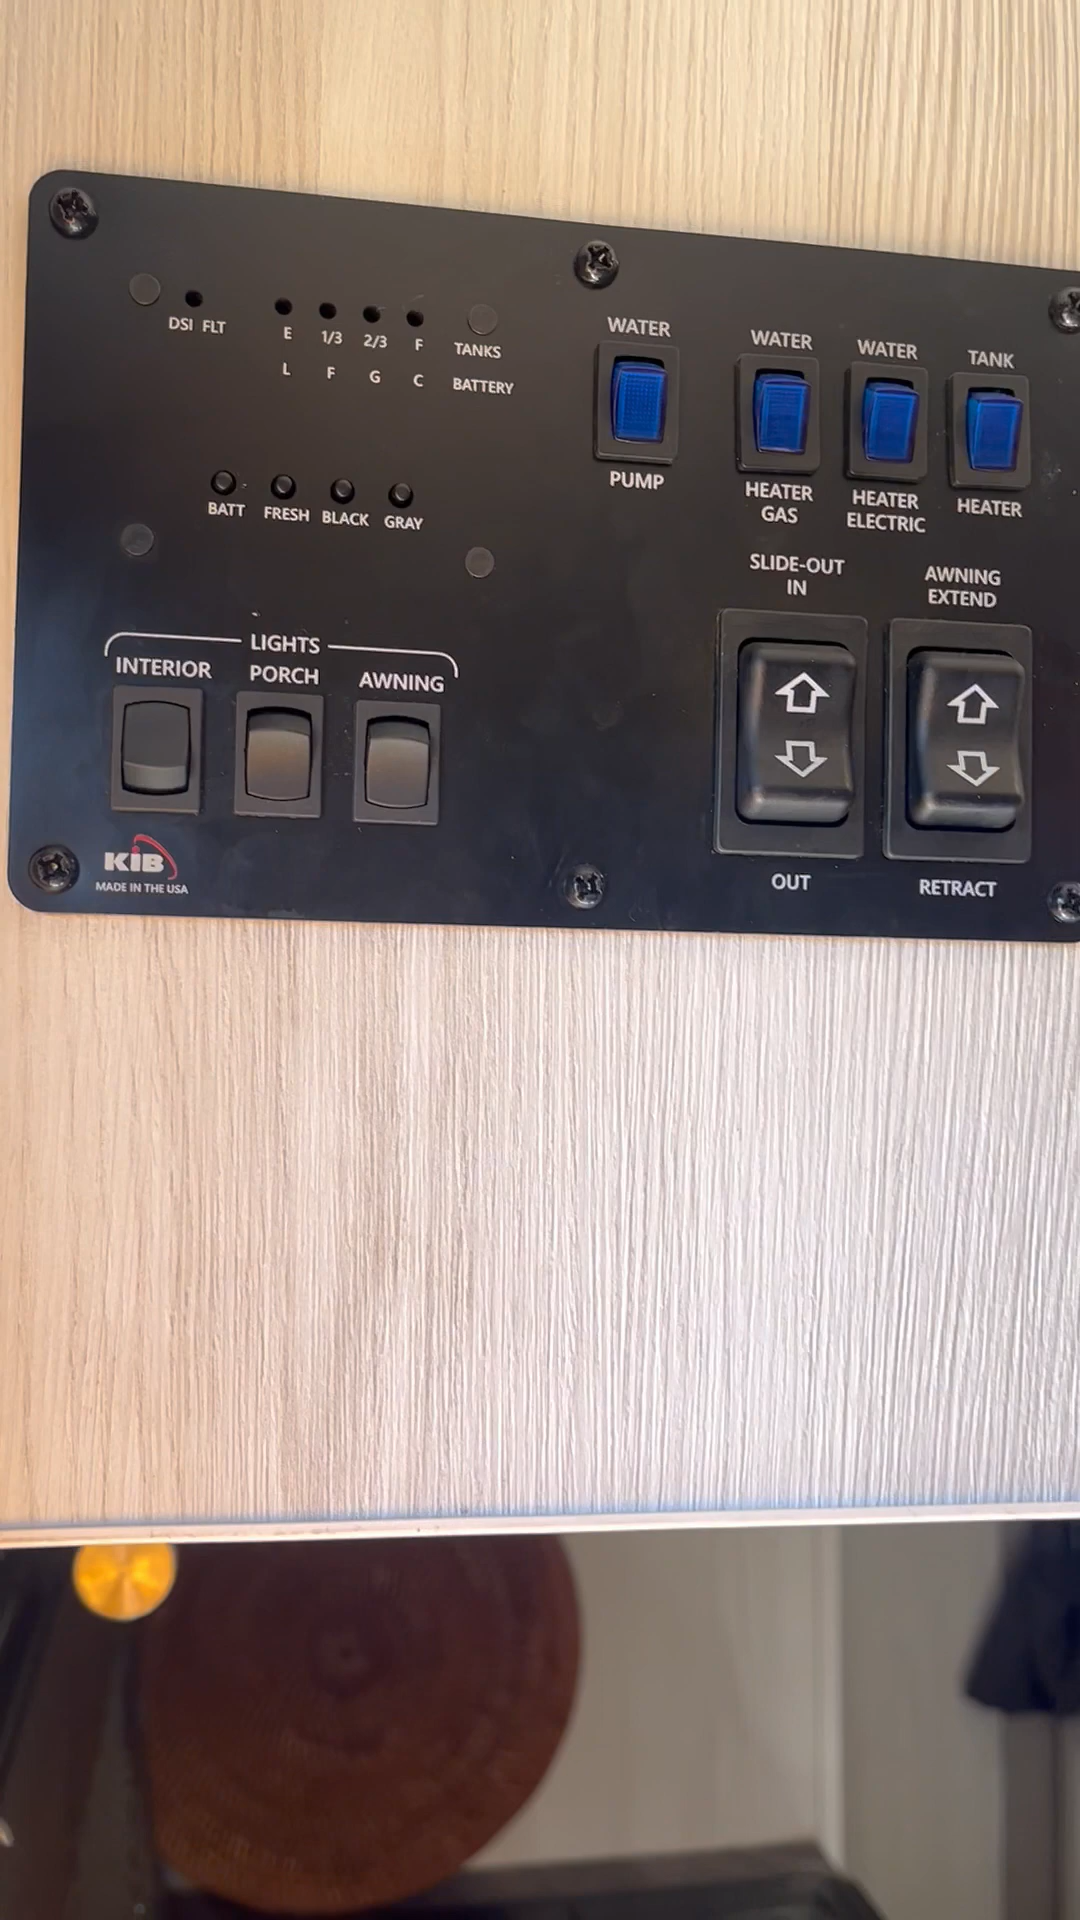 DSI FLT
E 1/3 2/3 F TANKS
L F G C BATTERY
BATT FRESH BLACK GRAY
LIGHTS
INTERIOR PORCH AWNING
KiB
MADE IN THE USA
WATER
PUMP
WATER
HEATER
GAS
WATER
HEATER
ELECTRIC
TANK
HEATER
SLIDE-OUT
IN
OUT
AWNING
EXTEND
RETRACT